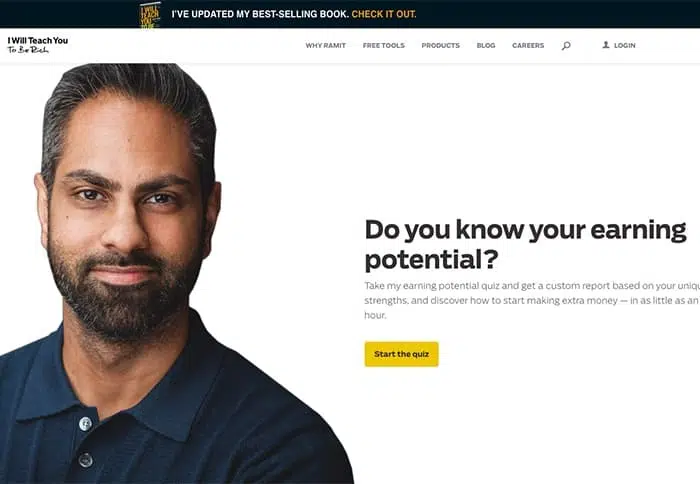 I'VE UPDATED MY BEST-SELLING BOOK. CHECK IT OUT.
I Will Teach You
To Be Rich
WHY RAMIT FREE TOOLS PRODUCTS BLOG CAREERS LOGIN
Do you know your earning
potential?
Take my earning potential quiz and get a custom report based on your uniq
strengths, and discover how to start making extra money — in as little as an
hour.
Start the quiz